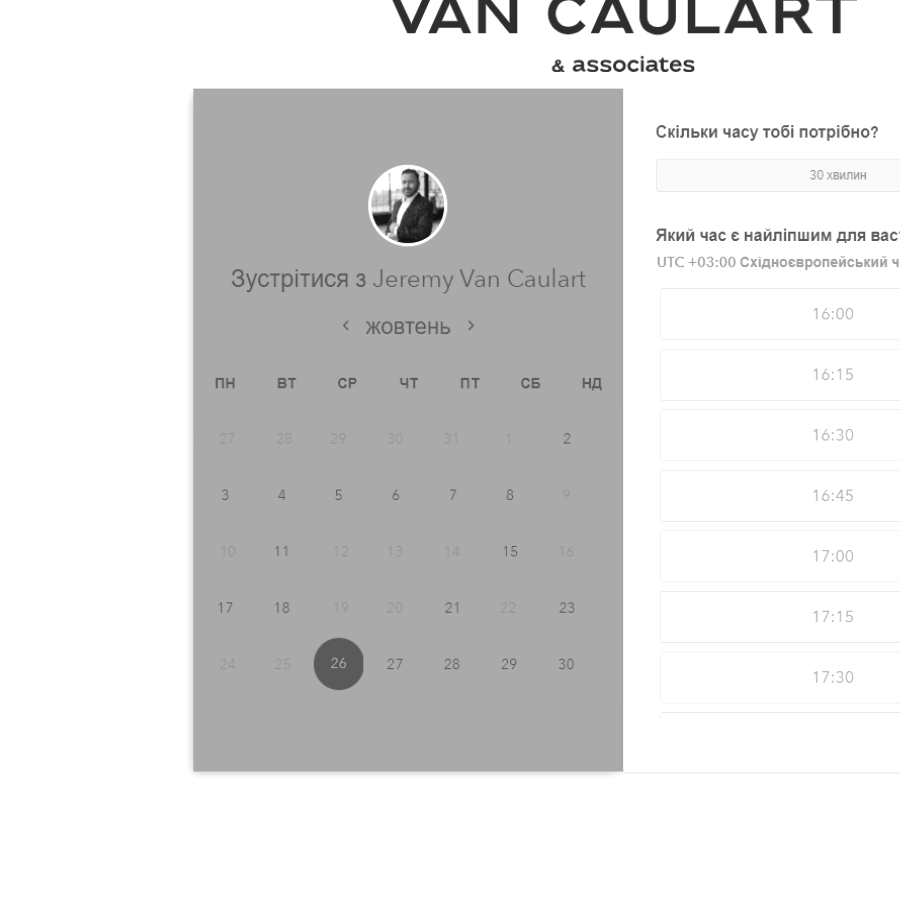 VAN CAULART
& associates
Зустрітися з Jeremy Van Caulart
жовтень
ПН ВТ СР ЧТ ПТ СБ НД
27 28 29 30 31 1 2
3 4 5 6 7 8 9
10 11 12 13 14 15 16
17 18 19 20 21 22 23
24 25 26 27 28 29 30
Скільки часу тобі потрібно?
30 хвилин
Який час є найліпшим для вас?
UTC +03:00 Східноєвропейський ч
16:00
16:15
16:30
16:45
17:00
17:15
17:30